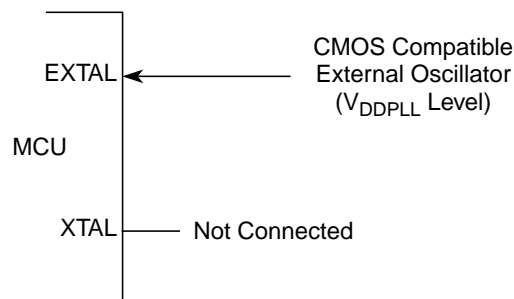 EXTAL
CMOS Compatible
External Oscillator
(VDDPLL Level)
MCU
XTAL
Not Connected